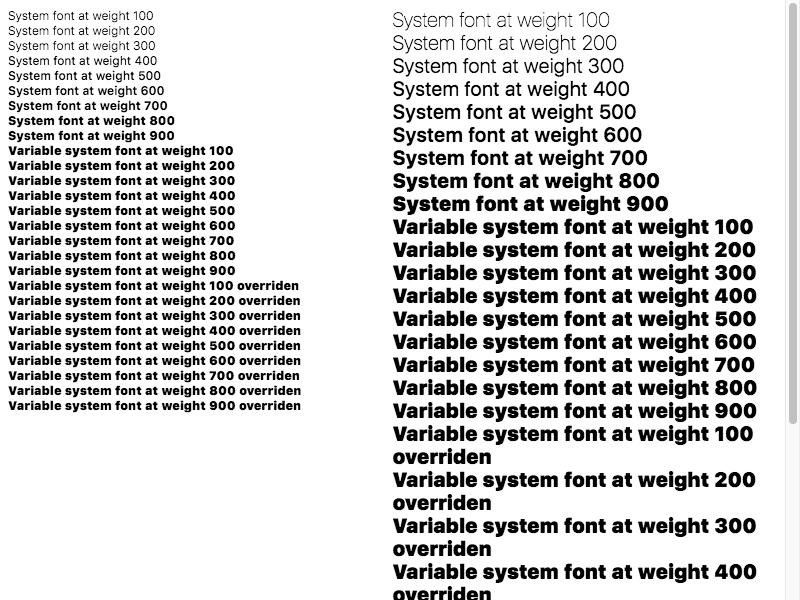 System font at weight 100
System font at weight 200
System font at weight 300
System font at weight 400
System font at weight 500
System font at weight 600
System font at weight 700
System font at weight 800
System font at weight 900
Variable system font at weight 100
Variable system font at weight 200
Variable system font at weight 300
Variable system font at weight 400
Variable system font at weight 500
Variable system font at weight 600
Variable system font at weight 700
Variable system font at weight 800
Variable system font at weight 900
Variable system font at weight 100 overriden
Variable system font at weight 200 overriden
Variable system font at weight 300 overriden
Variable system font at weight 400 overriden
Variable system font at weight 500 overriden
Variable system font at weight 600 overriden
Variable system font at weight 700 overriden
Variable system font at weight 800 overriden
Variable system font at weight 900 overriden
System font at weight 100
System font at weight 200
System font at weight 300
System font at weight 400
System font at weight 500
System font at weight 600
System font at weight 700
System font at weight 800
System font at weight 900
Variable system font at weight 100
Variable system font at weight 200
Variable system font at weight 300
Variable system font at weight 400
Variable system font at weight 500
Variable system font at weight 600
Variable system font at weight 700
Variable system font at weight 800
Variable system font at weight 900
Variable system font at weight 100
overriden
Variable system font at weight 200
overriden
Variable system font at weight 300
overriden
Variable system font at weight 400
overriden